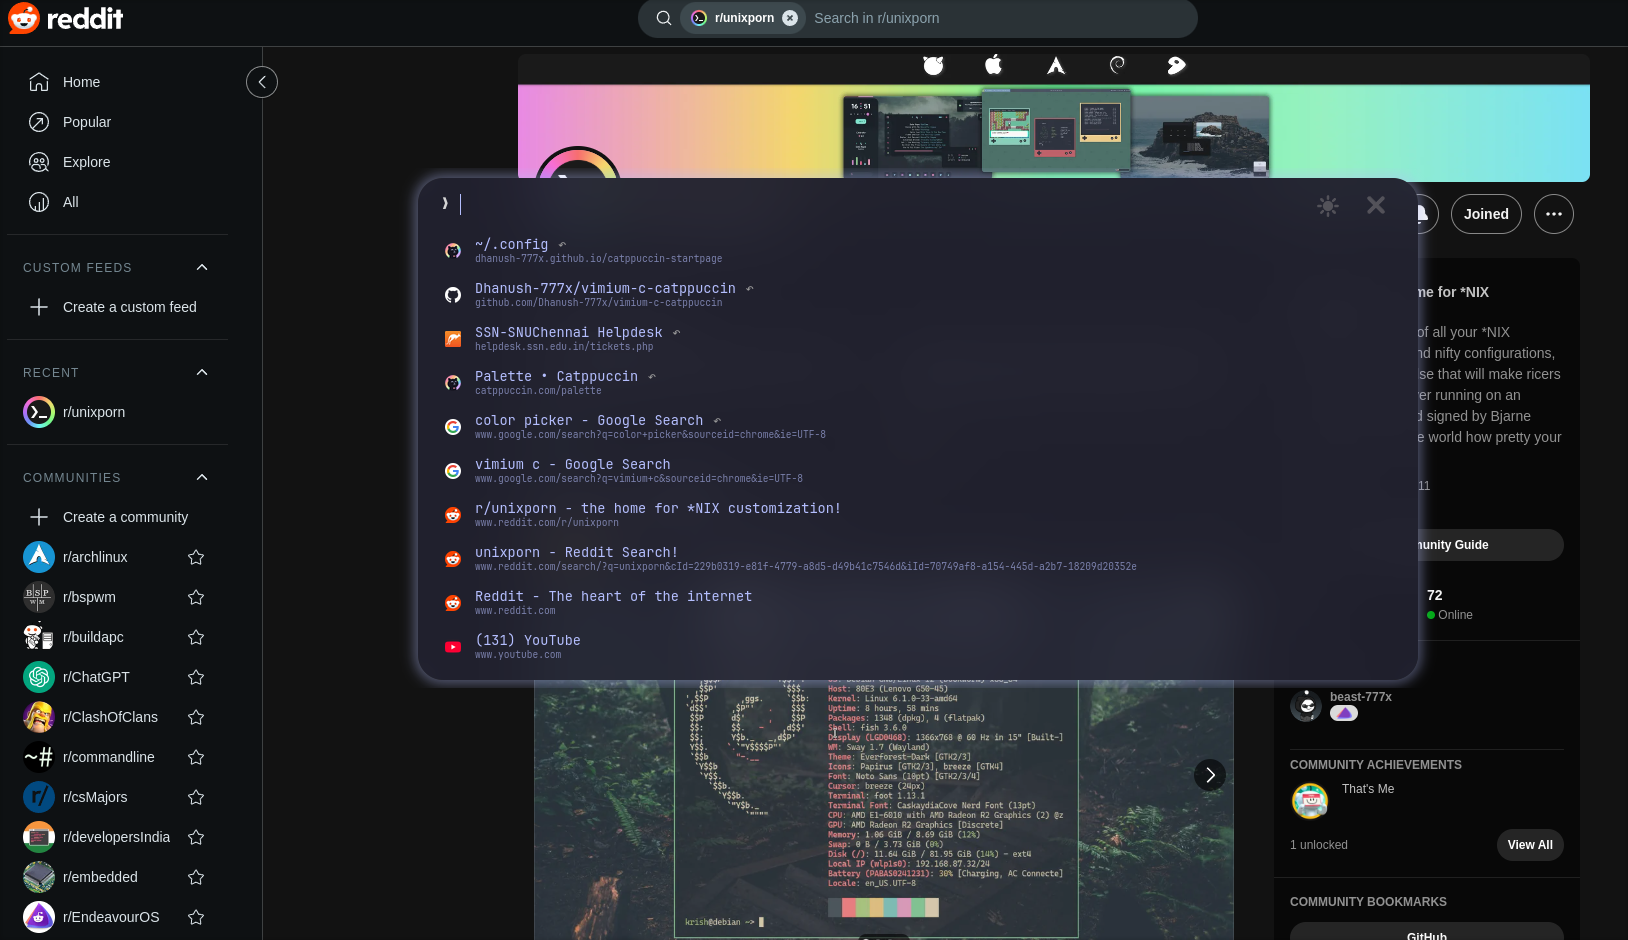 reddit
r/unixporn
Search in r/unixporn
Home
Popular
Explore
All
CUSTOM FEEDS
Create a custom feed
RECENT
r/unixporn
COMMUNITIES
Create a community
r/archlinux
r/bspwm
r/buildapc
r/ChatGPT
r/ClashOfClans
r/commandline
r/csMajors
r/developersIndia
r/embedded
r/EndeavourOS
16 51
Joined
❱
~/.config ↶
dhanush-777x.github.io/catppuccin-startpage
Dhanush-777x/vimium-c-catppuccin ↶
github.com/Dhanush-777x/vimium-c-catppuccin
SSN-SNUChennai Helpdesk ↶
helpdesk.ssn.edu.in/tickets.php
Palette • Catppuccin ↶
catppuccin.com/palette
color picker - Google Search ↶
www.google.com/search?q=color+picker&sourceid=chrome&ie=UTF-8
vimium c - Google Search
www.google.com/search?q=vimium+c&sourceid=chrome&ie=UTF-8
r/unixporn - the home for *NIX customization!
www.reddit.com/r/unixporn
unixporn - Reddit Search!
www.reddit.com/search/?q=unixporn&cId=229b0319-e81f-4779-a8d5-d49b41c7546d&iId=70749af8-a154-445d-a2b7-18209d20352e
Reddit - The heart of the internet
www.reddit.com
(131) YouTube
www.youtube.com
me for *NIX
of all your *NIX
nd nifty configurations,
se that will make ricers
ver running on an
d signed by Bjarne
e world how pretty your
11
munity Guide
72
Online
beast-777x
COMMUNITY ACHIEVEMENTS
That's Me
1 unlocked
View All
COMMUNITY BOOKMARKS
GitHub
Host: 80E3 (Lenovo G50-45)
Kernel: Linux 6.1.0-33-amd64
Uptime: 8 hours, 58 mins
Packages: 1348 (dpkg), 4 (flatpak)
Shell: fish 3.6.0
Display (LGD0468): 1366x768 @ 60 Hz in 15" [Built-]
WM: Sway 1.7 (Wayland)
Theme: Everforest-Dark [GTK2/3]
Icons: Papirus [GTK2/3], breeze [GTK4]
Font: Noto Sans (10pt) [GTK2/3/4]
Cursor: breeze (24px)
Terminal: foot 1.13.1
Terminal Font: CaskaydiaCove Nerd Font (13pt)
CPU: AMD E1-6010 with AMD Radeon R2 Graphics (2) @z
GPU: AMD Radeon R2 Graphics [Discrete]
Memory: 1.06 GiB / 8.69 GiB (12%)
Swap: 0 B / 3.73 GiB (0%)
Disk (/): 11.64 GiB / 81.95 GiB (14%) - ext4
Local IP (wlp1s0): 192.168.87.32/24
Battery (PABAS0241231): 30% [Charging, AC Connecte]
Locale: en_US.UTF-8
krish@debian ~>